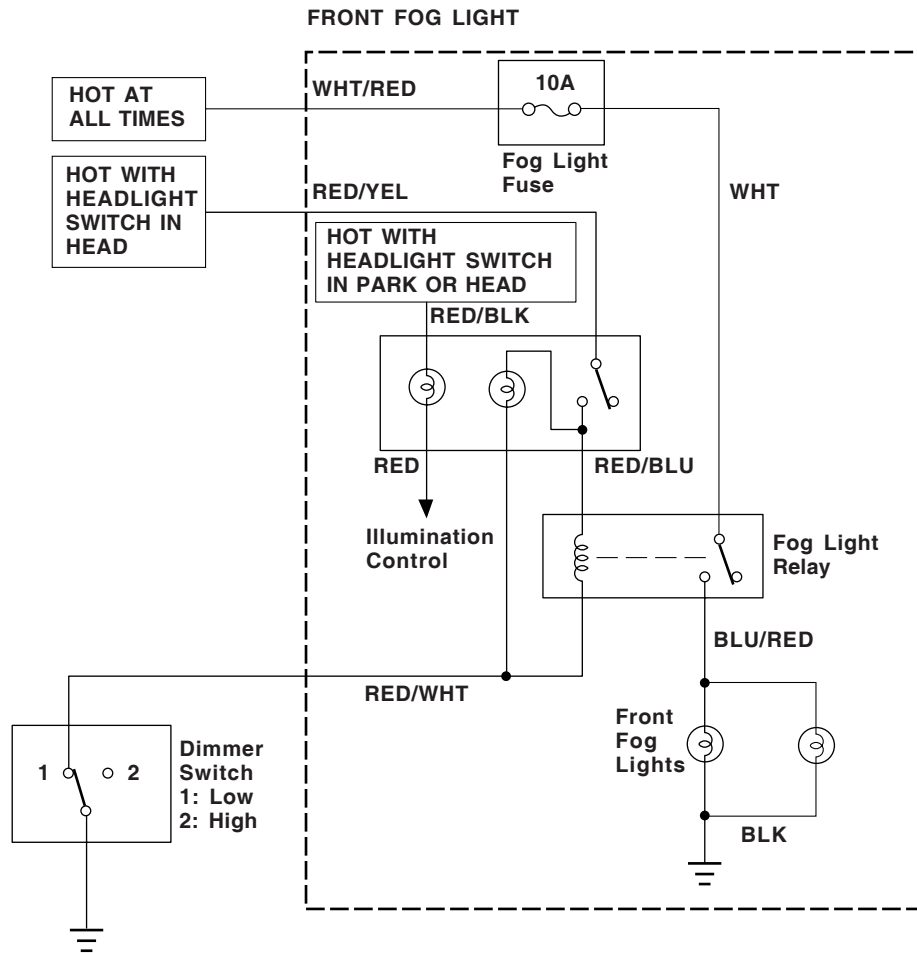 FRONT FOG LIGHT
HOT AT
ALL TIMES
WHT/RED
10A
Fog Light
Fuse
HOT WITH
HEADLIGHT
SWITCH IN
HEAD
RED/YEL
WHT
HOT WITH
HEADLIGHT SWITCH
IN PARK OR HEAD
RED/BLK
RED
RED/BLU
Illumination
Control
Fog Light
Relay
BLU/RED
RED/WHT
Front
Fog
Lights
1
2
Dimmer
Switch
1: Low
2: High
BLK